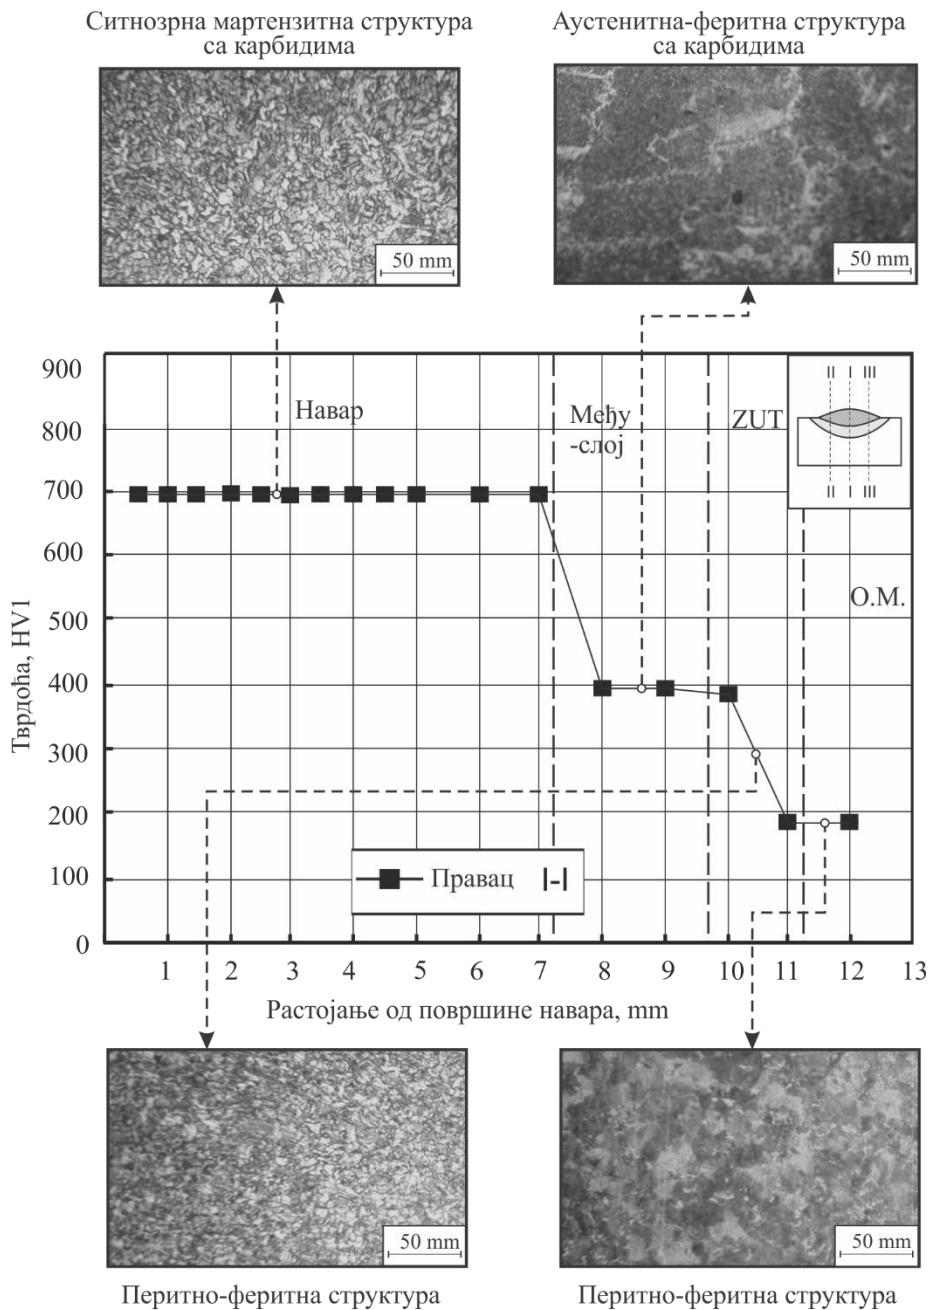 Ситнозрна мартензитна структура
са карбидима
Аустенитна-феритна структура
са карбидима
50 mm
50 mm
900
800
700
600
500
400
300
200
100
0
Тврдоћа, HV1
Навар
Међу
-слој
ZUT
II I III
II I III
О.М.
Правац I-I
1 2 3 4 5 6 7 8 9 10 11 12 13
Растојање од површине навара, mm
50 mm
50 mm
Перитно-феритна структура
Перитно-феритна структура